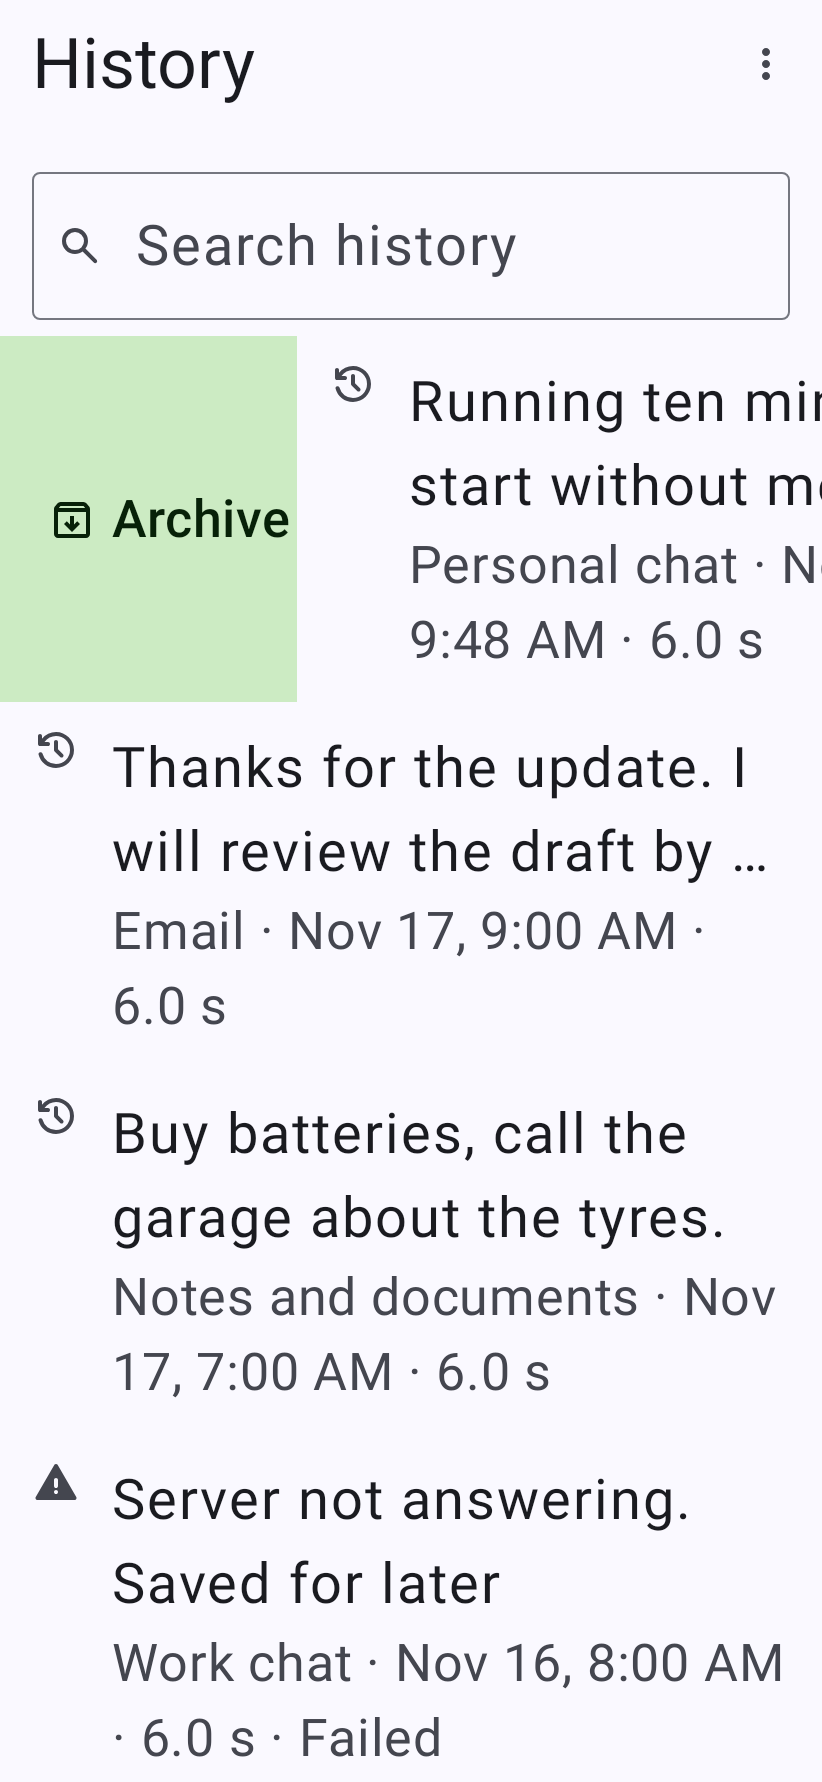 History
Search history
Archive
Running ten
start without
Personal chat ·
9:48 AM · 6.0 s
Thanks for the update. I
will review the draft by …
Email · Nov 17, 9:00 AM ·
6.0 s
Buy batteries, call the
garage about the tyres.
Notes and documents · Nov
17, 7:00 AM · 6.0 s
Server not answering.
Saved for later
Work chat · Nov 16, 8:00 AM
· 6.0 s · Failed